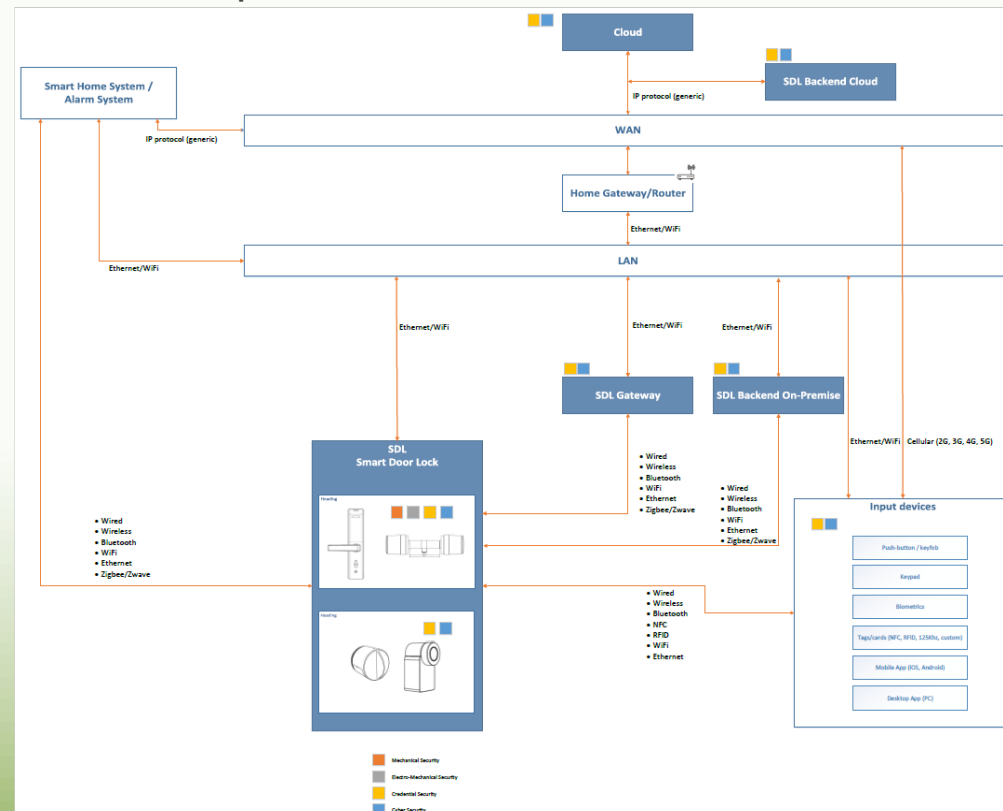 Cloud
SDL Backend Cloud
Smart Home System /
Alarm System
IP protocol (generic)
IP protocol (generic)
WAN
Home Gateway/Router
Ethernet/WiFi
LAN
Ethernet/WiFi
Ethernet/WiFi
Ethernet/WiFi
Ethernet/WiFi
SDL Gateway
SDL Backend On-Premise
Ethernet/WiFi
Cellular (2G, 3G, 4G, 5G)
SDL
Smart Door Lock
Heading
• Wired
• Wireless
• Bluetooth
• WiFi
• Ethernet
• Zigbee/Zwave
• Wired
• Wireless
• Bluetooth
• WiFi
• Ethernet
• Zigbee/Zwave
• Wired
• Wireless
• Bluetooth
• WiFi
• Ethernet
• Zigbee/Zwave
Input devices
Push-button / keyfob
Keypad
Biometrics
Tags/cards (NFC, RFID, 125Khz, custom)
Mobile App (iOS, Android)
Desktop App (PC)
Heading
• Wired
• Wireless
• Bluetooth
• NFC
• RFID
• WiFi
• Ethernet
Mechanical Security
Electro-Mechanical Security
Credential Security
Cyber Security